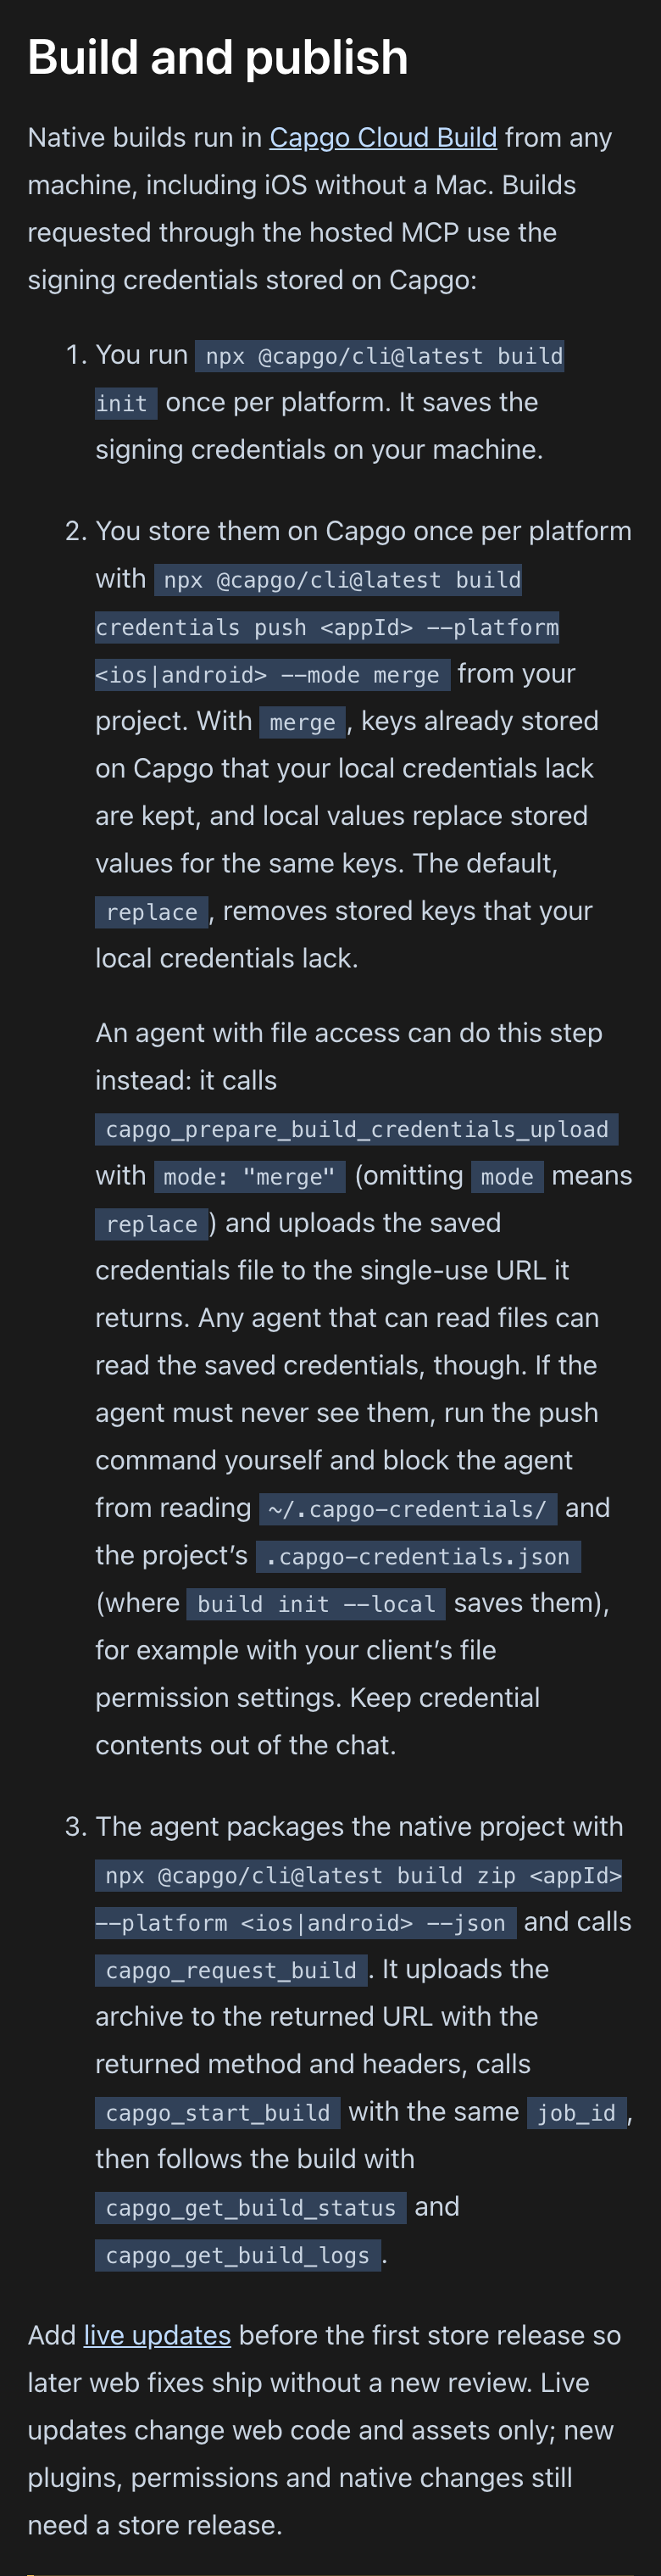 Build and publish
Native builds run in Capgo Cloud Build from any
machine, including iOS without a Mac. Builds
requested through the hosted MCP use the
signing credentials stored on Capgo:
1. You run npx @capgo/cli@latest build
init once per platform. It saves the
signing credentials on your machine.
2. You store them on Capgo once per platform
with npx @capgo/cli@latest build
credentials push <appId> --platform
<ios|android> --mode merge from your
project. With merge, keys already stored
on Capgo that your local credentials lack
are kept, and local values replace stored
values for the same keys. The default,
replace, removes stored keys that your
local credentials lack.
An agent with file access can do this step
instead: it calls
capgo_prepare_build_credentials_upload
with mode: "merge" (omitting mode means
replace) and uploads the saved
credentials file to the single-use URL it
returns. Any agent that can read files can
read the saved credentials, though. If the
agent must never see them, run the push
command yourself and block the agent
from reading ~/.capgo-credentials/ and
the project’s .capgo-credentials.json
(where build init --local saves them),
for example with your client’s file
permission settings. Keep credential
contents out of the chat.
3. The agent packages the native project with
npx @capgo/cli@latest build zip <appId>
--platform <ios|android> --json and calls
capgo_request_build. It uploads the
archive to the returned URL with the
returned method and headers, calls
capgo_start_build with the same job_id,
then follows the build with
capgo_get_build_status and
capgo_get_build_logs.
Add live updates before the first store release so
later web fixes ship without a new review. Live
updates change web code and assets only; new
plugins, permissions and native changes still
need a store release.